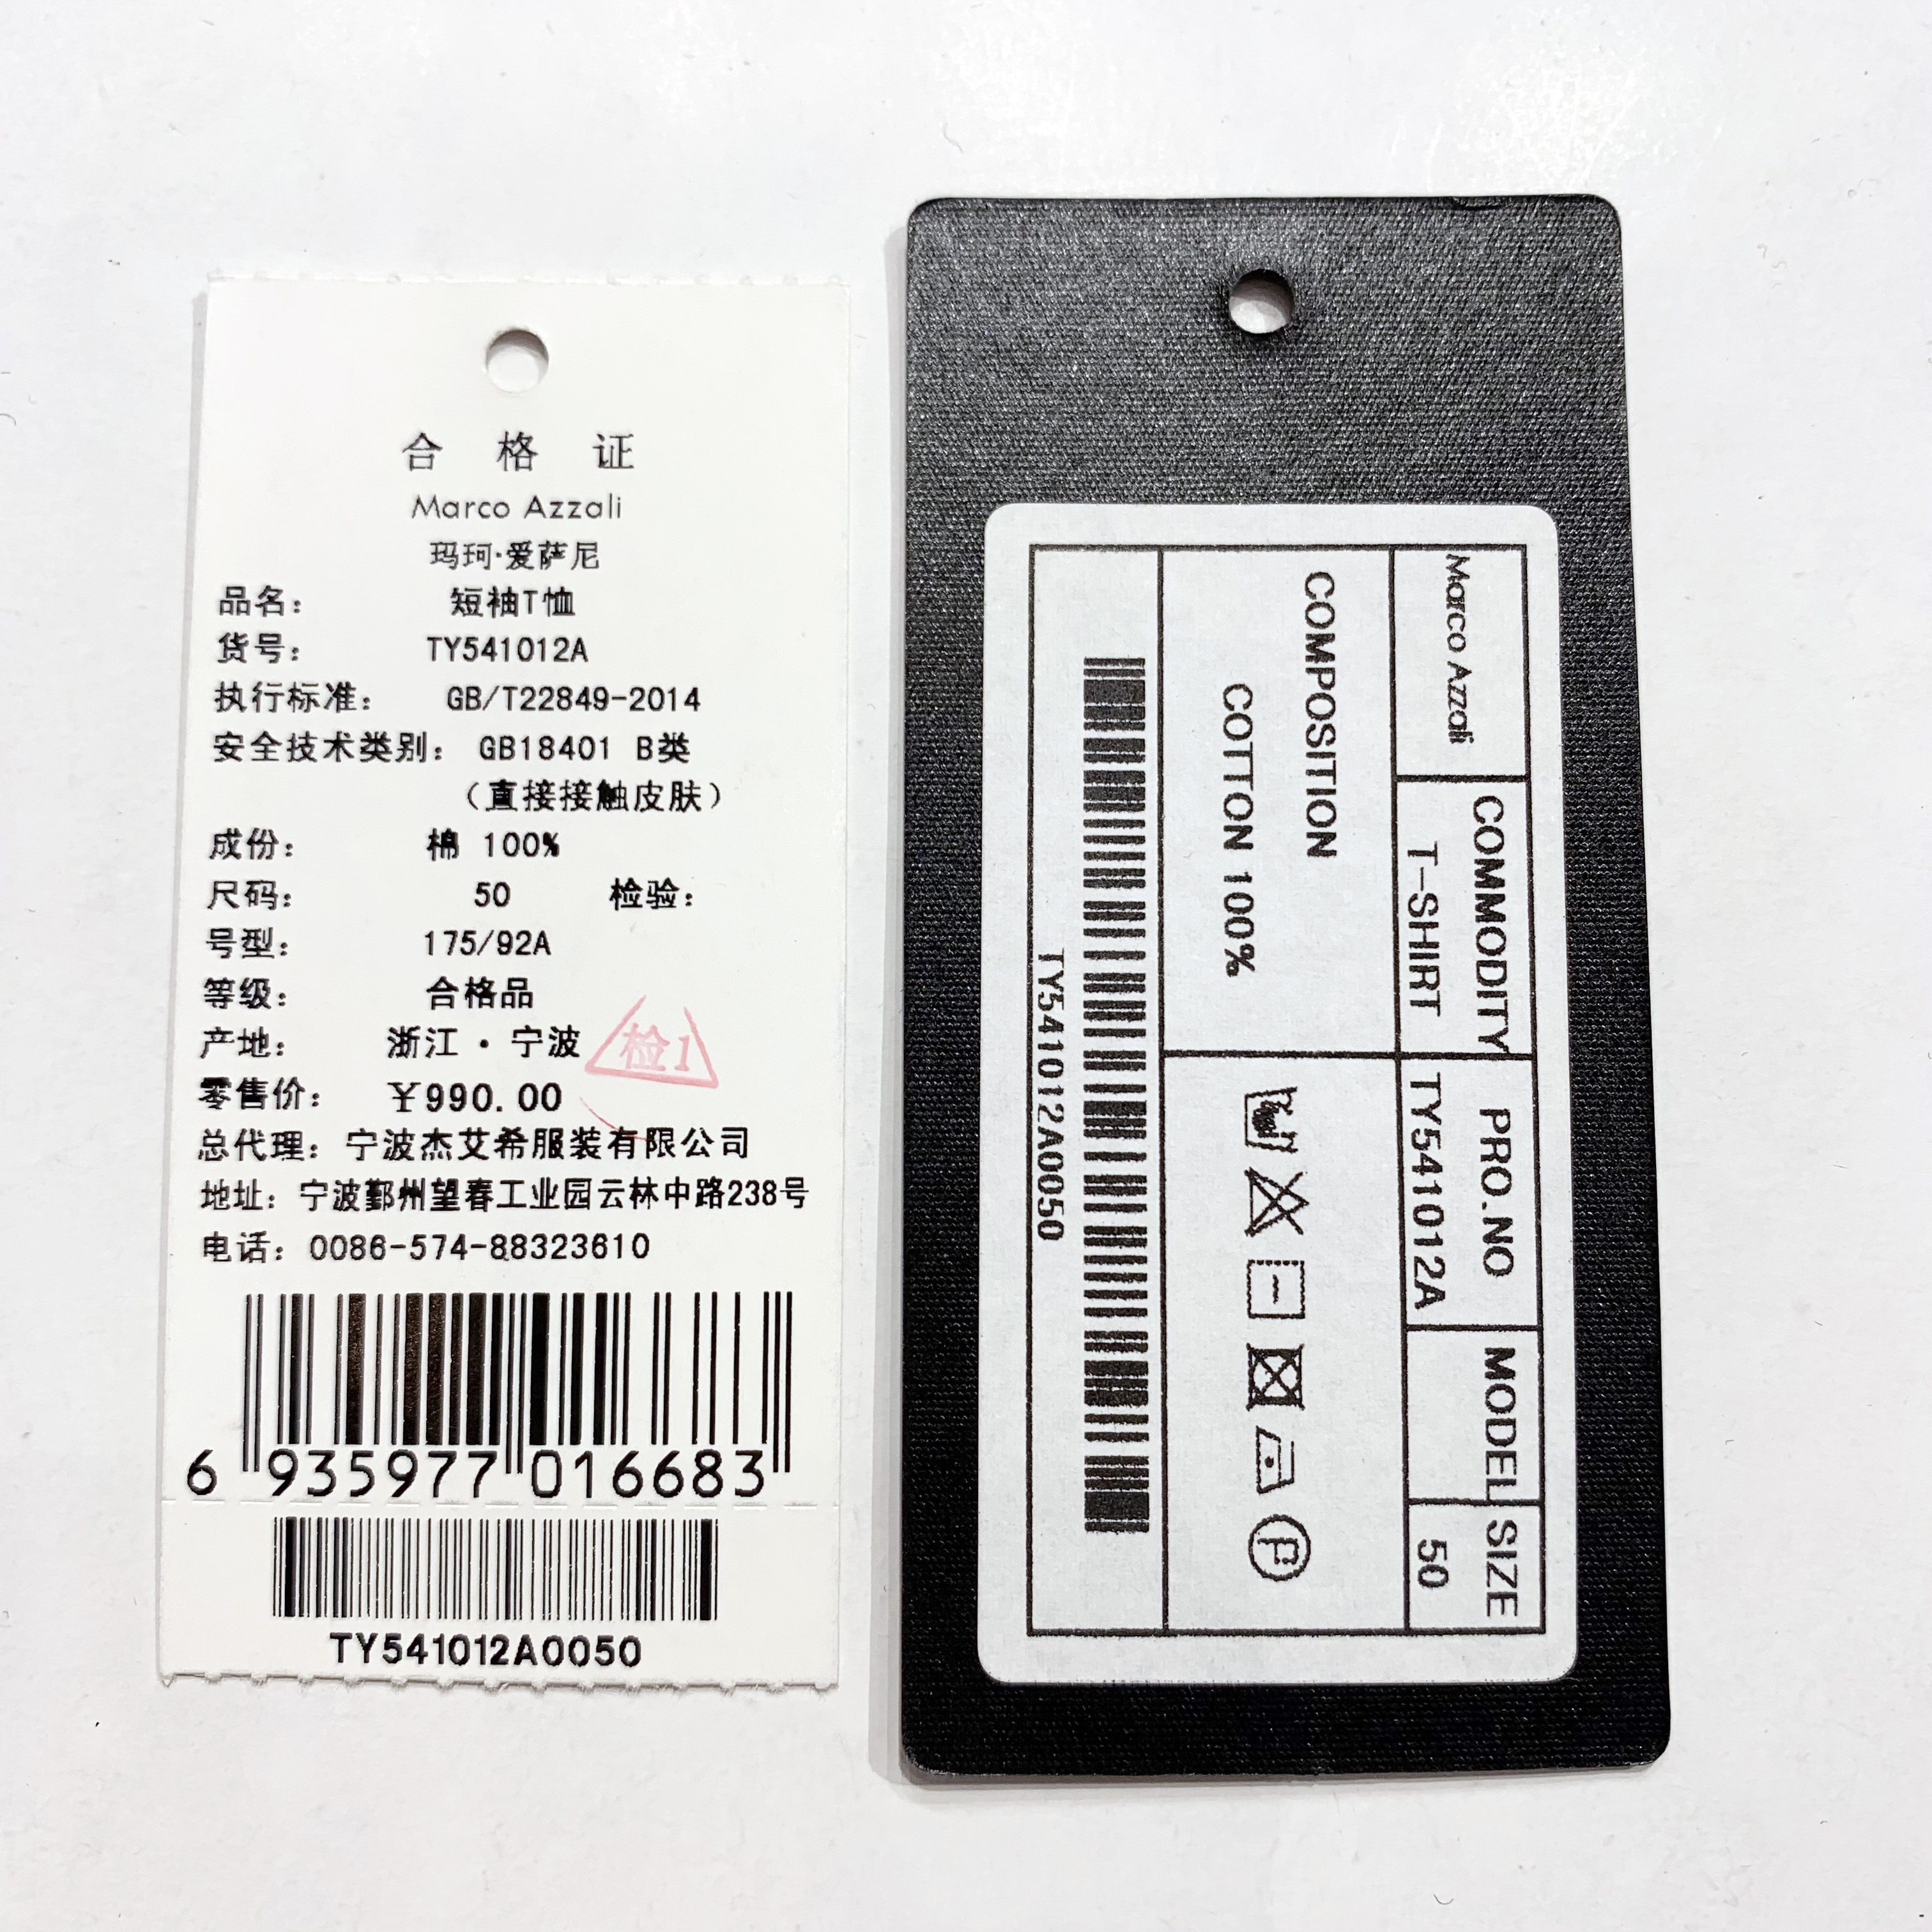 合 格 证
Marco Azzali
玛珂·爱萨尼
品名： 短袖T恤
货号： TY541012A
执行标准： GB/T22849-2014
安全技术类别： GB18401 B类
（直接接触皮肤）
成份： 棉 100%
尺码： 50 检验：
号型： 175/92A
等级： 合格品
产地： 浙江·宁波
检1
零售价： ￥990.00
总代理： 宁波杰艾希服装有限公司
地址： 宁波鄞州望春工业园云林中路238号
电话： 0086-574-88323610
6 935977 016683
TY541012A0050
Marco Azzali
COMMODITY
T-SHIRT
PRO.NO
TY541012A
MODEL
SIZE
50
COMPOSITION
COTTON 100%
P
TY541012A0050